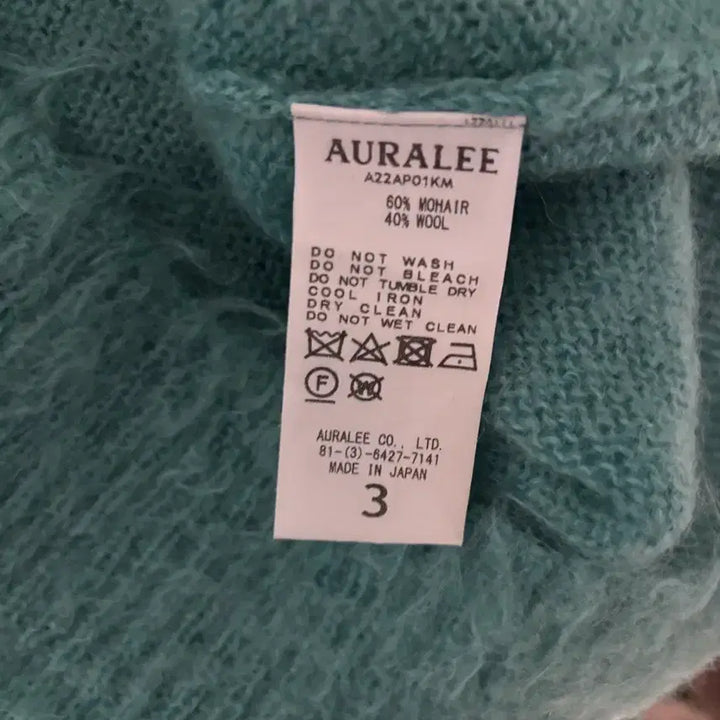 AURALEE
A22AP01KM
60% MOHAIR
40% WOOL
DO NOT WASH
DO NOT BLEACH
DO NOT TUMBLE DRY
COOL IRON
DRY CLEAN
DO NOT WET CLEAN
F W
AURALEE CO., LTD.
81-(3)-6427-7141
MADE IN JAPAN
3